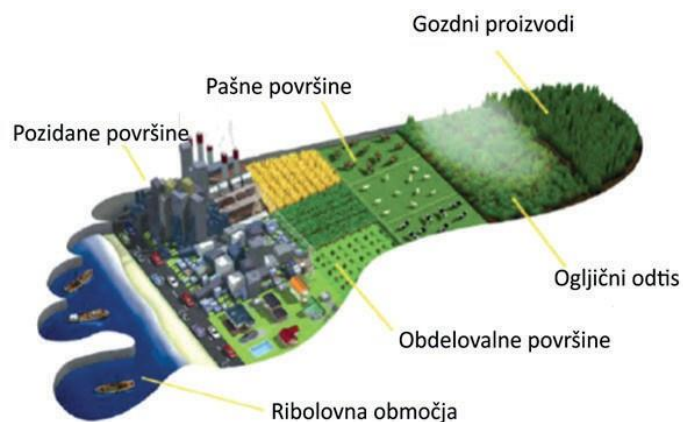 Gozdni proizvodi
Pašne površine
Pozidane površine
Ogljični odtis
Obdelovalne površine
Ribolovna območja